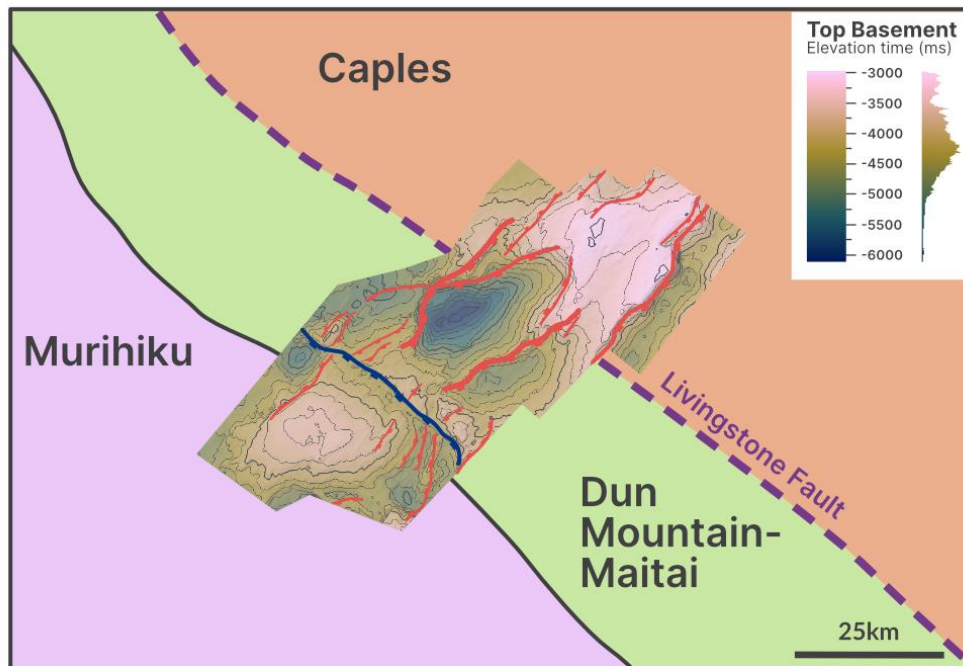 Caples
Top Basement
Elevation time (ms)
-3000
-3500
-4000
-4500
-5000
-5500
-6000
Murihiku
Livingstone Fault
Dun
Mountain-
Maitai
25km